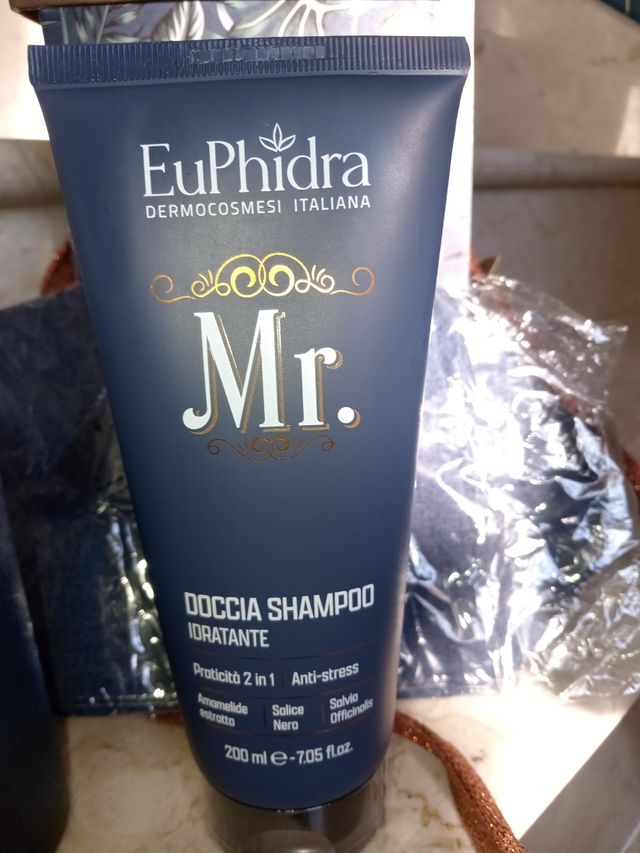 EuPhidra
DERMOCOSMESI ITALIANA
Mr.
DOCCIA SHAMPOO
IDRATANTE
Praticità 2 in 1 | Anti-stress
Amamelide estratto | Salice Nero | Salvia Officinalis
200 ml e - 7.05 fl.oz.